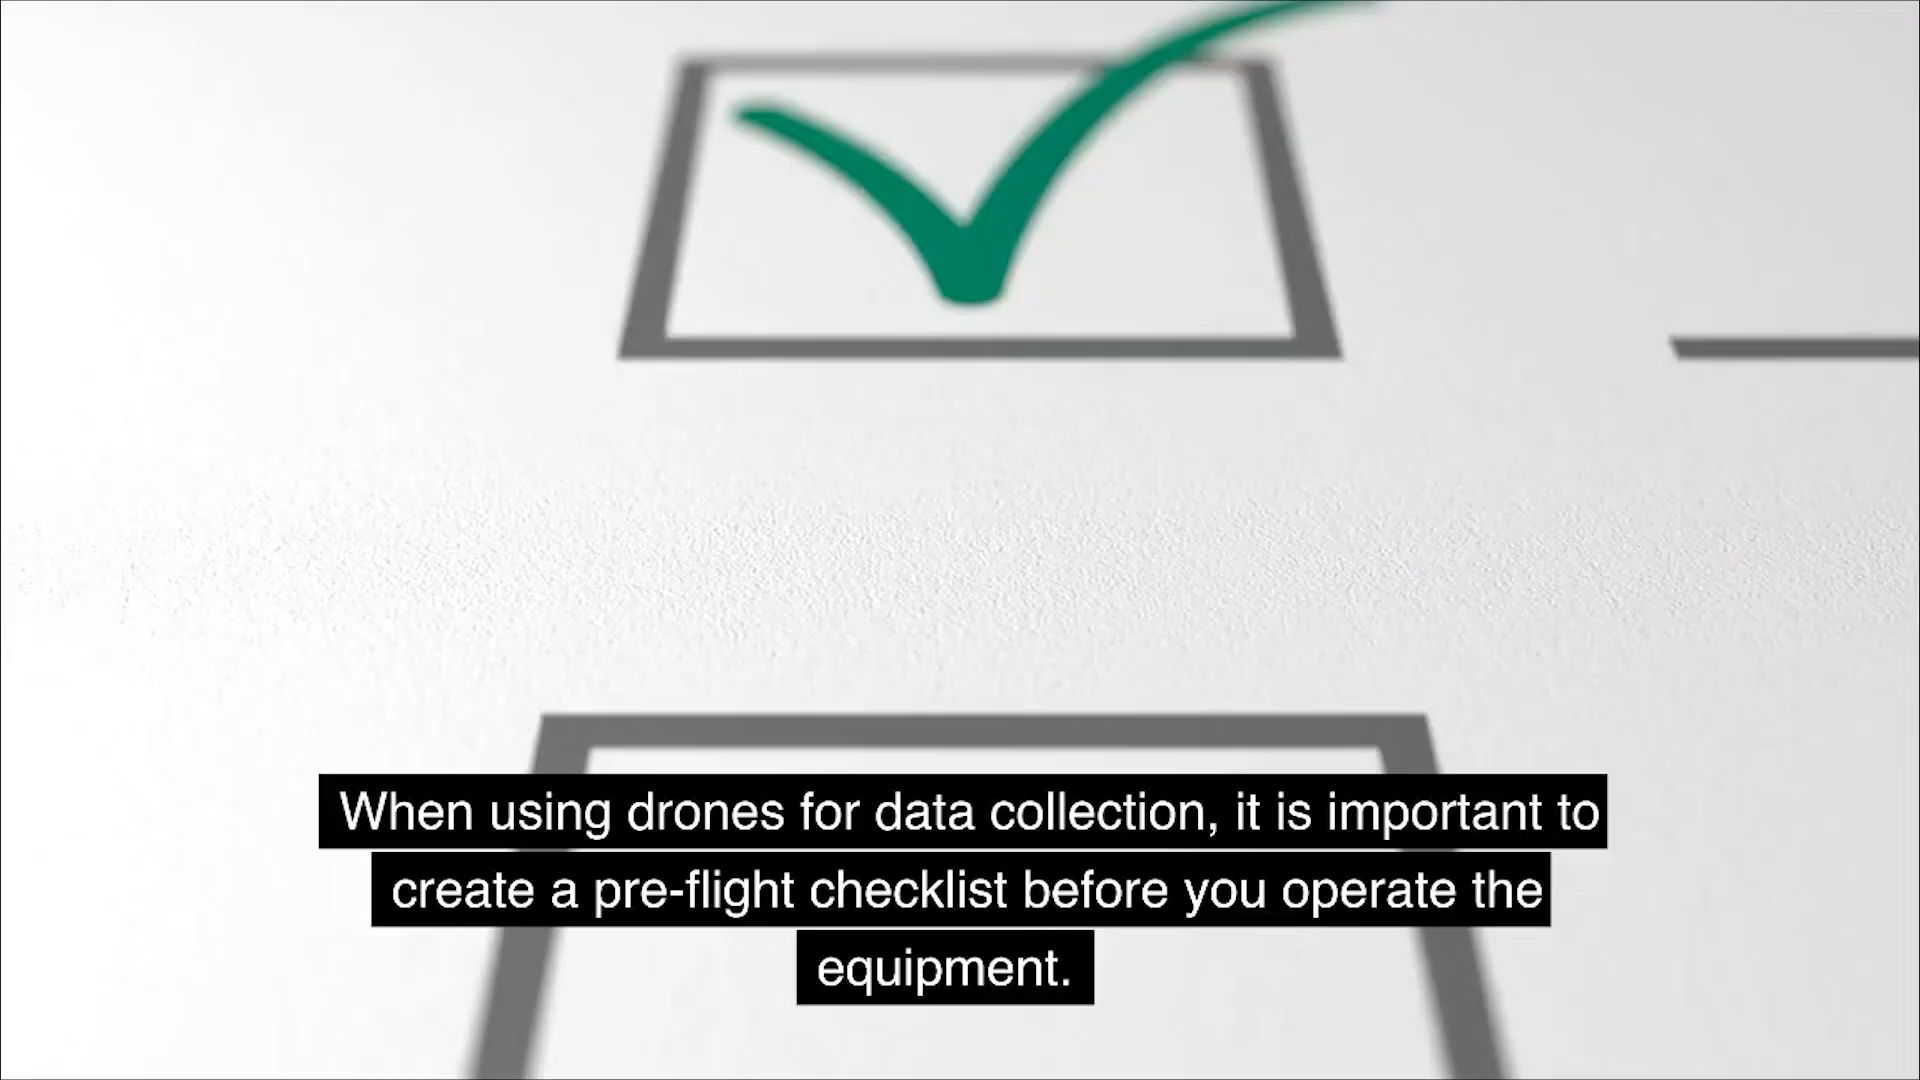 When using drones for data collection, it is important to
create a pre-flight checklist before you operate the
equipment.